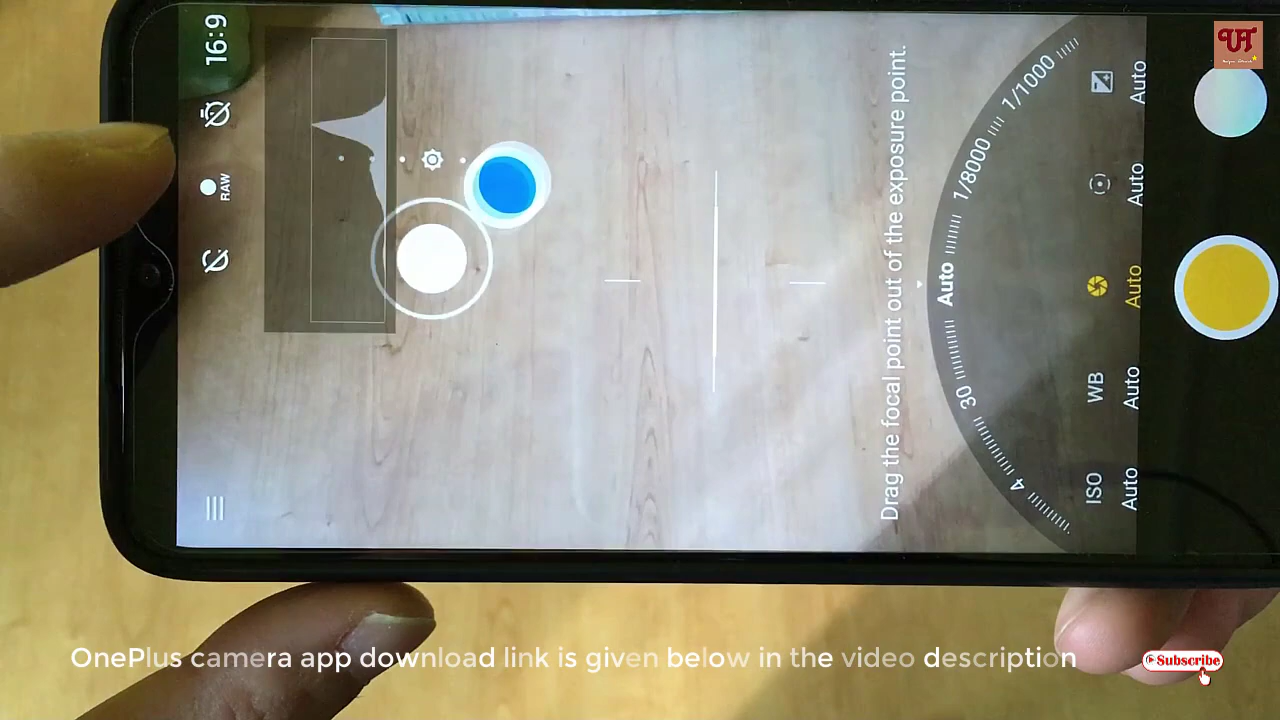 16:9
RAW
Drag the focal point out of the exposure point.
1/1000
1/8000
Auto
30
4
Auto
Auto
Auto
WB
Auto
ISO
Auto
UA
OnePlus camera app download link is given below in the video description
Subscribe